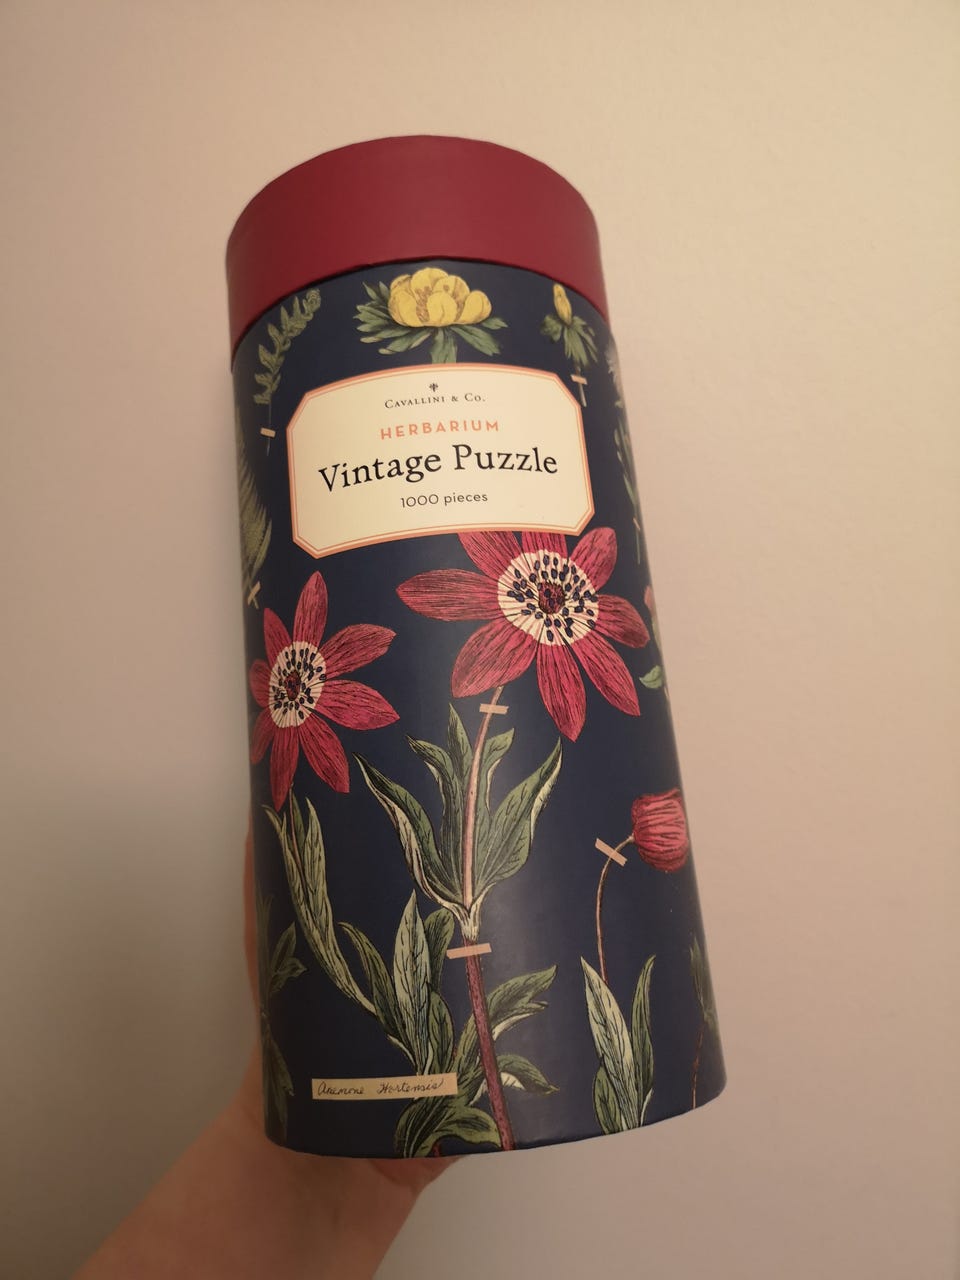 Cavallini & Co.
HERBARIUM
Vintage Puzzle
1000 pieces
Anemone Hortensis